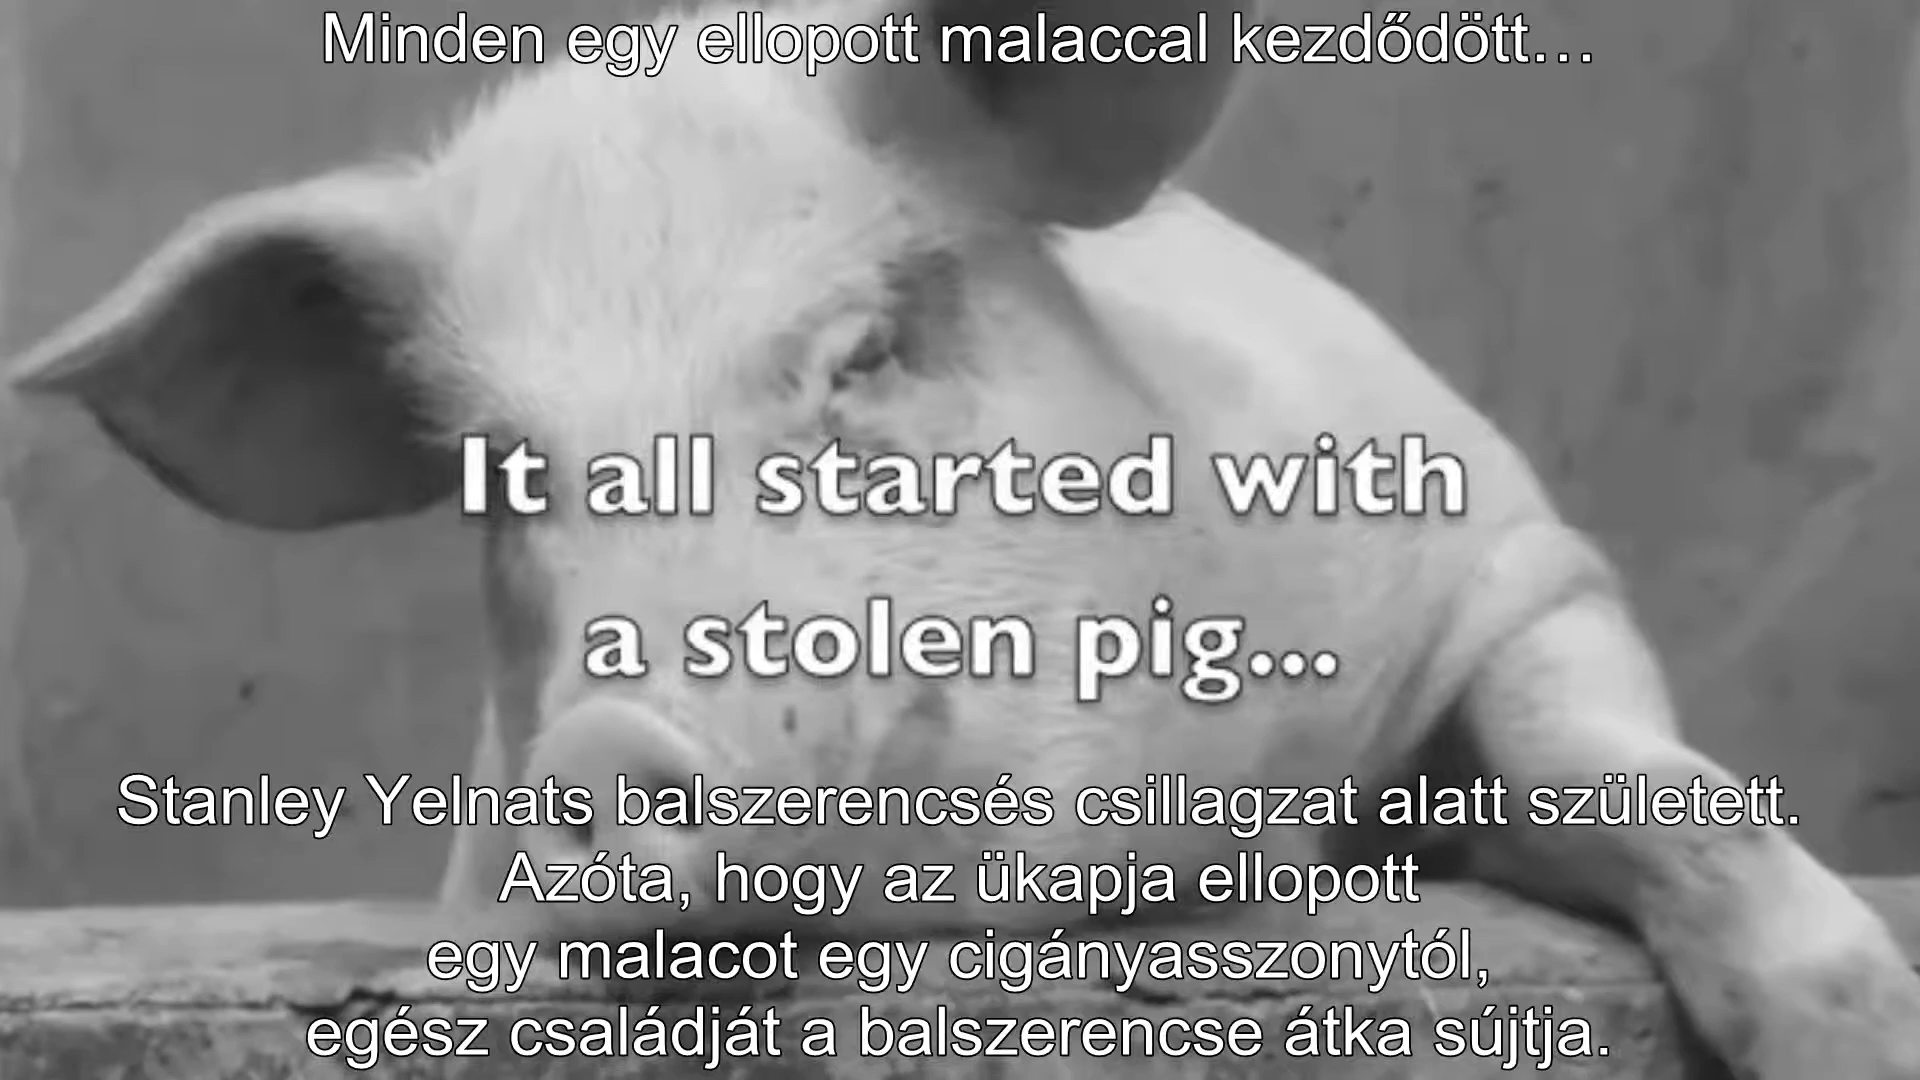 Minden egy ellopott malaccal kezdődött…
It all started with
a stolen pig...
Stanley Yelnats balszerencsés csillagzat alatt született.
Azóta, hogy az ükapja ellopott
egy malacot egy cigányasszonytól,
egész családját a balszerencse átka sújtja.